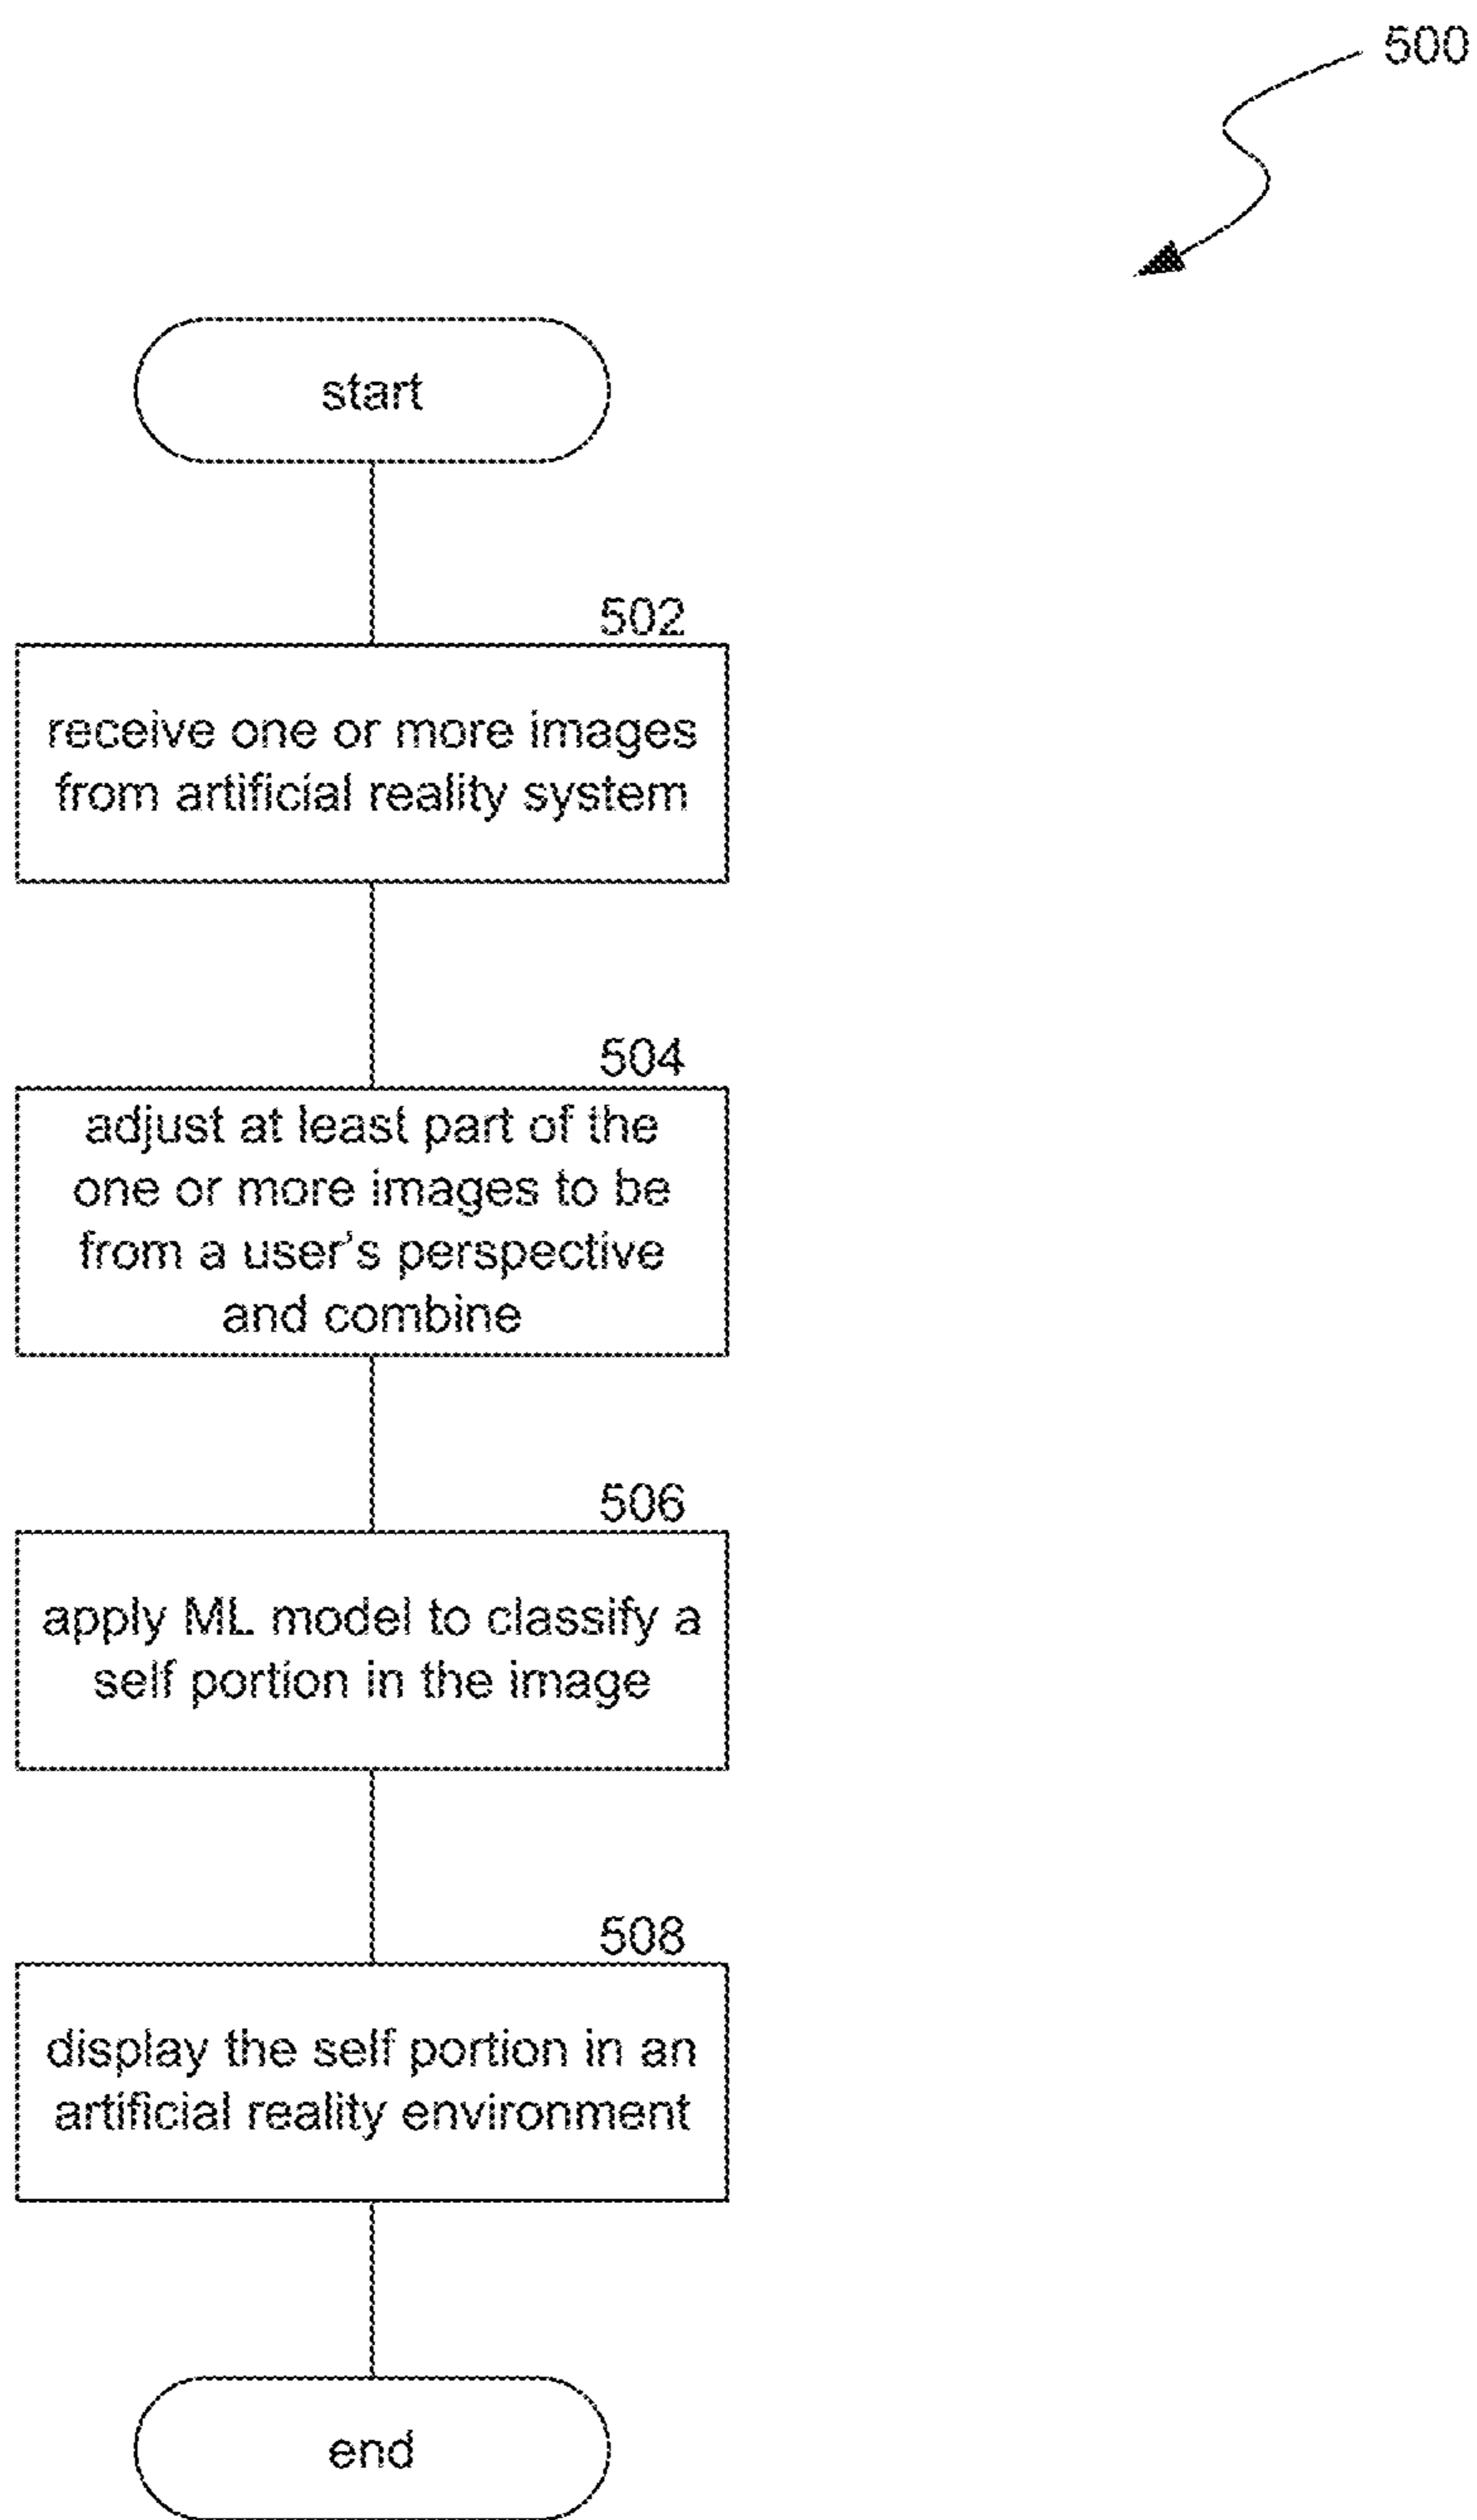 500
start
502
receive one or more images
from artificial reality system
504
adjust at least part of the
one or more images to be
from a user's perspective
and combine
506
apply ML model to classify a
self portion in the image
508
display the self portion in an
artificial reality environment
end